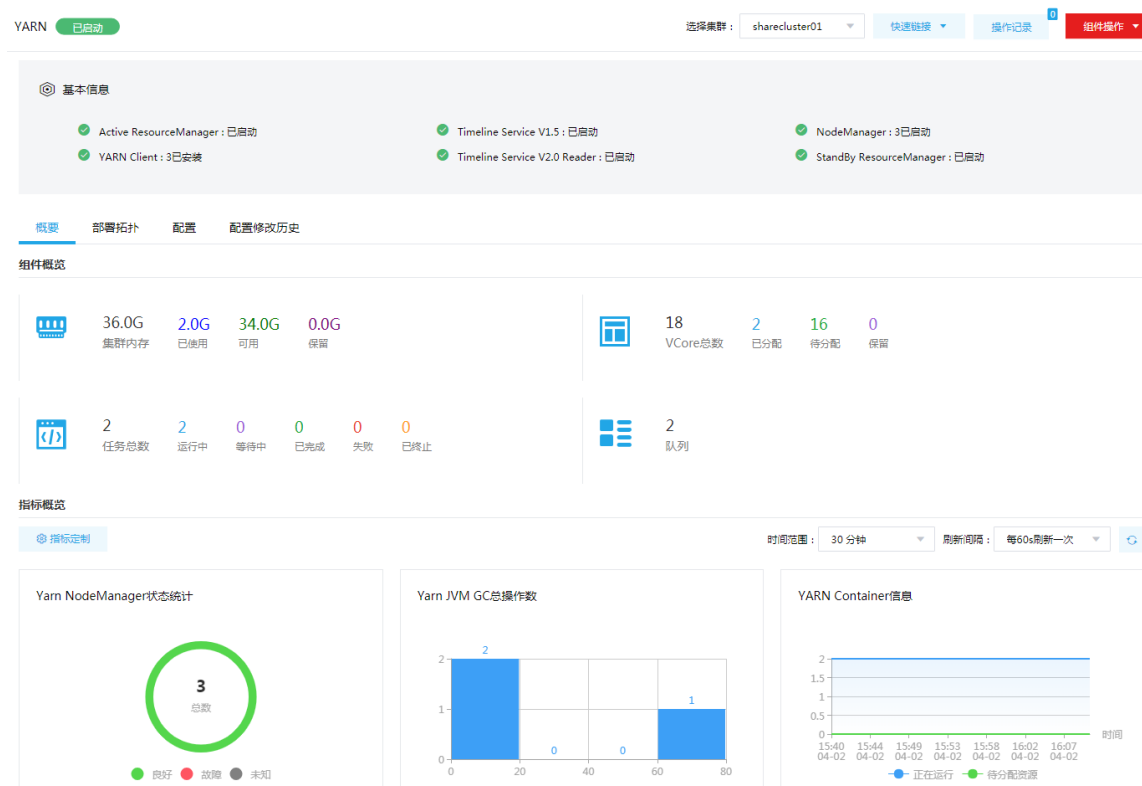 YARN 已启动 选择集群： sharecluster01 快速链接 操作记录 0 组件操作
基本信息
Active ResourceManager : 已启动 Timeline Service V1.5 : 已启动 NodeManager : 3已启动
YARN Client : 3已安装 Timeline Service V2.0 Reader : 已启动 StandBy ResourceManager : 已启动
概要 部署拓扑 配置 配置修改历史
组件概览
36.0G 2.0G 34.0G 0.0G 18 2 16 0
集群内存 已使用 可用 保留 VCore总数 已分配 待分配 保留
2 2 0 0 0 0 2
任务总数 运行中 等待中 已完成 失败 已终止 队列
指标概览
指标定制 时间范围： 30 分钟 刷新间隔： 每60s刷新一次
Yarn NodeManager状态统计 Yarn JVM GC总操作数 YARN Container信息
3
总数
良好 故障 未知
2
2
1
1
0
0
0
0 20 40 60 80
2
1.5
1
0.5
0
15:40 15:44 15:49 15:53 15:58 16:02 16:07 时间
04-02 04-02 04-02 04-02 04-02 04-02 04-02
正在运行 待分配资源